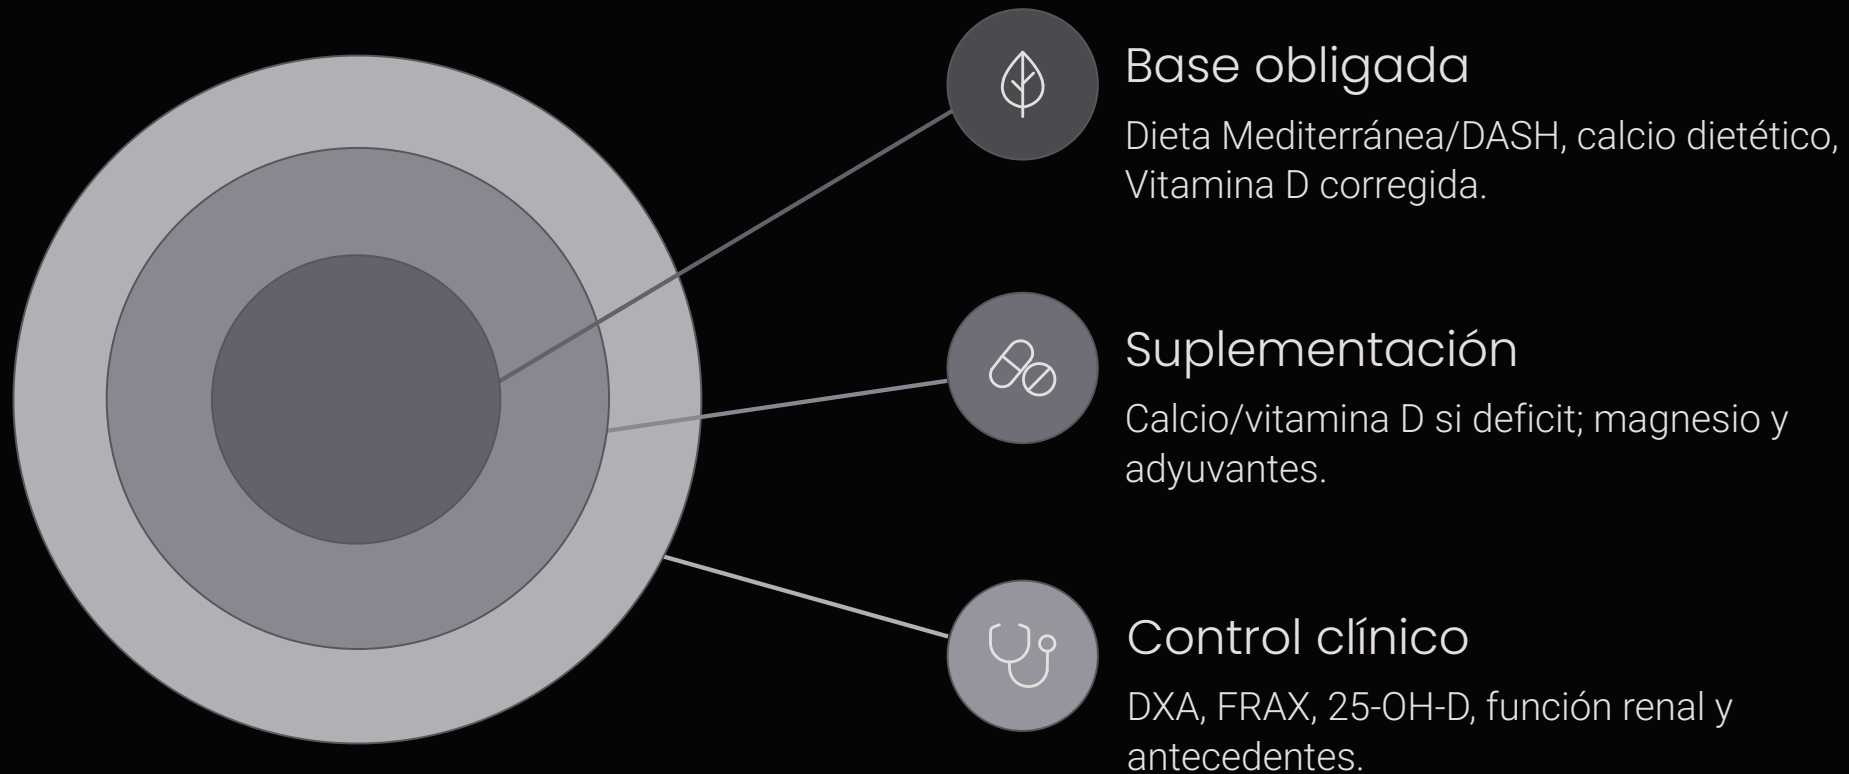 Base obligada
Dieta Mediterránea/DASH, calcio dietético,
Vitamina D corregida.
Suplementación
Calcio/vitamina D si deficit; magnesio y
adyuvantes.
Control clínico
DXA, FRAX, 25-OH-D, función renal y
antecedentes.